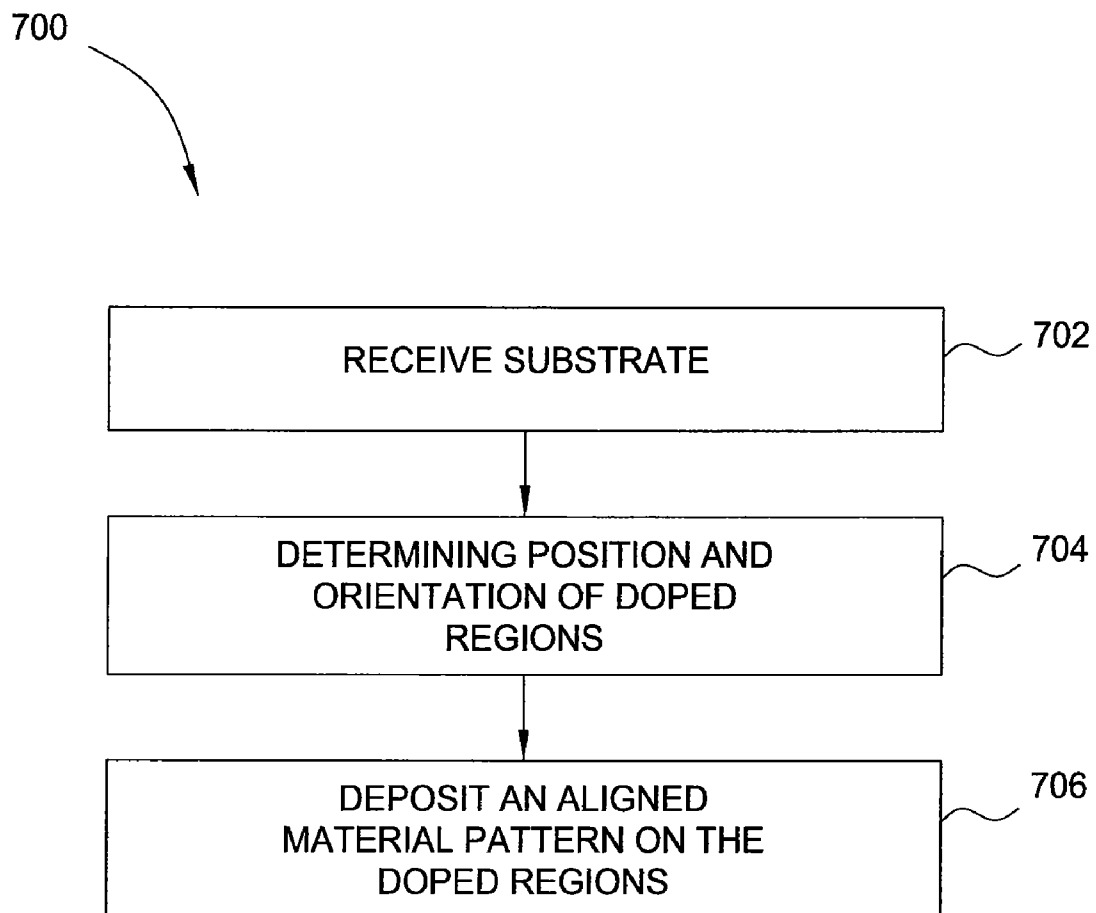 700
RECEIVE SUBSTRATE
702
DETERMINING POSITION AND
ORIENTATION OF DOPED
REGIONS
704
DEPOSIT AN ALIGNED
MATERIAL PATTERN ON THE
DOPED REGIONS
706